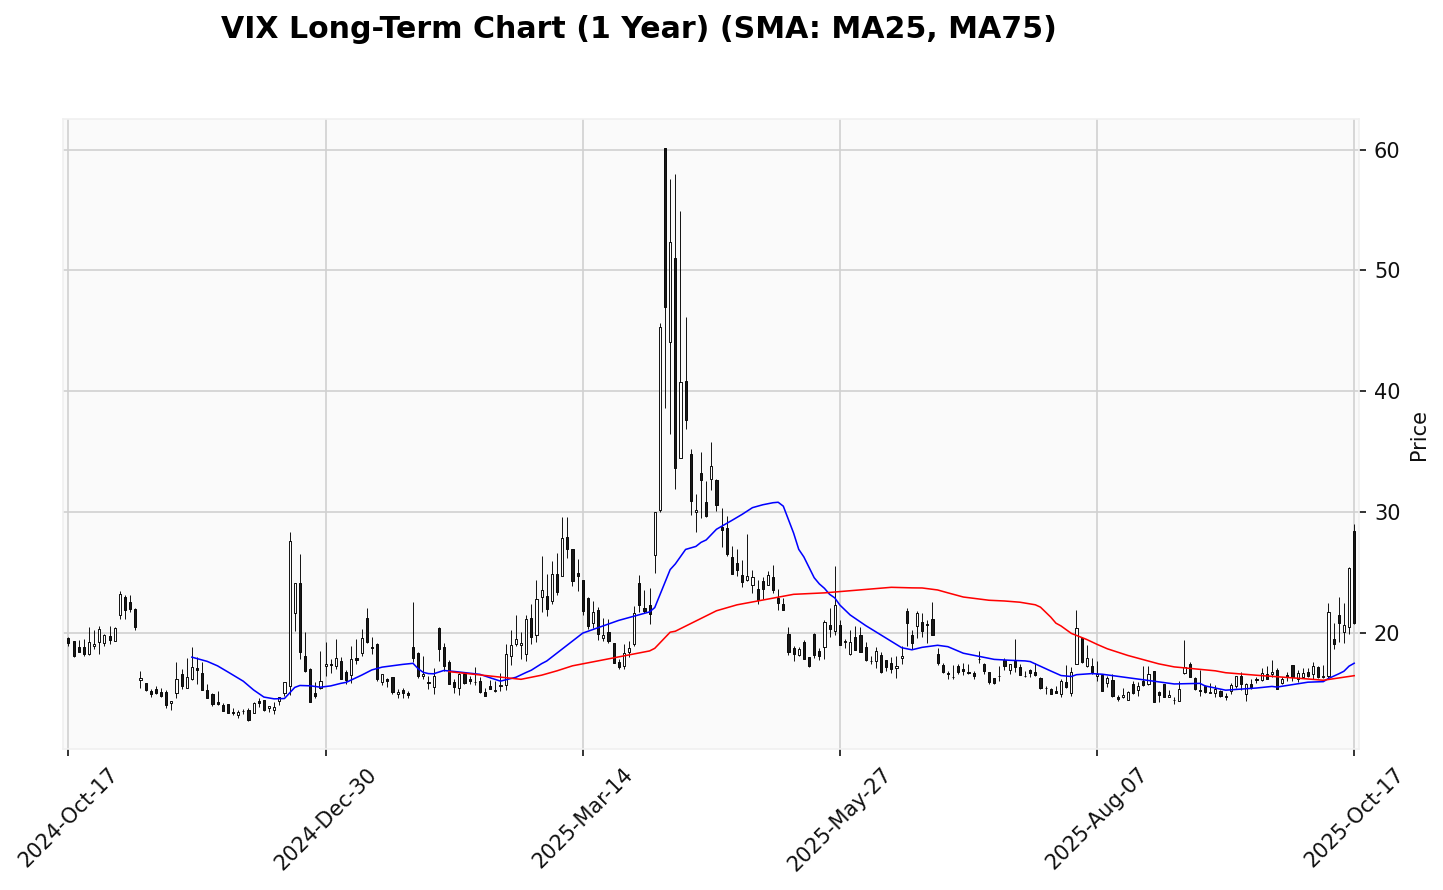 VIX Long-Term Chart (1 Year) (SMA: MA25, MA75)
60
50
40
30
20
Price
2024-Oct-17
2024-Dec-30
2025-Mar-14
2025-May-27
2025-Aug-07
2025-Oct-17